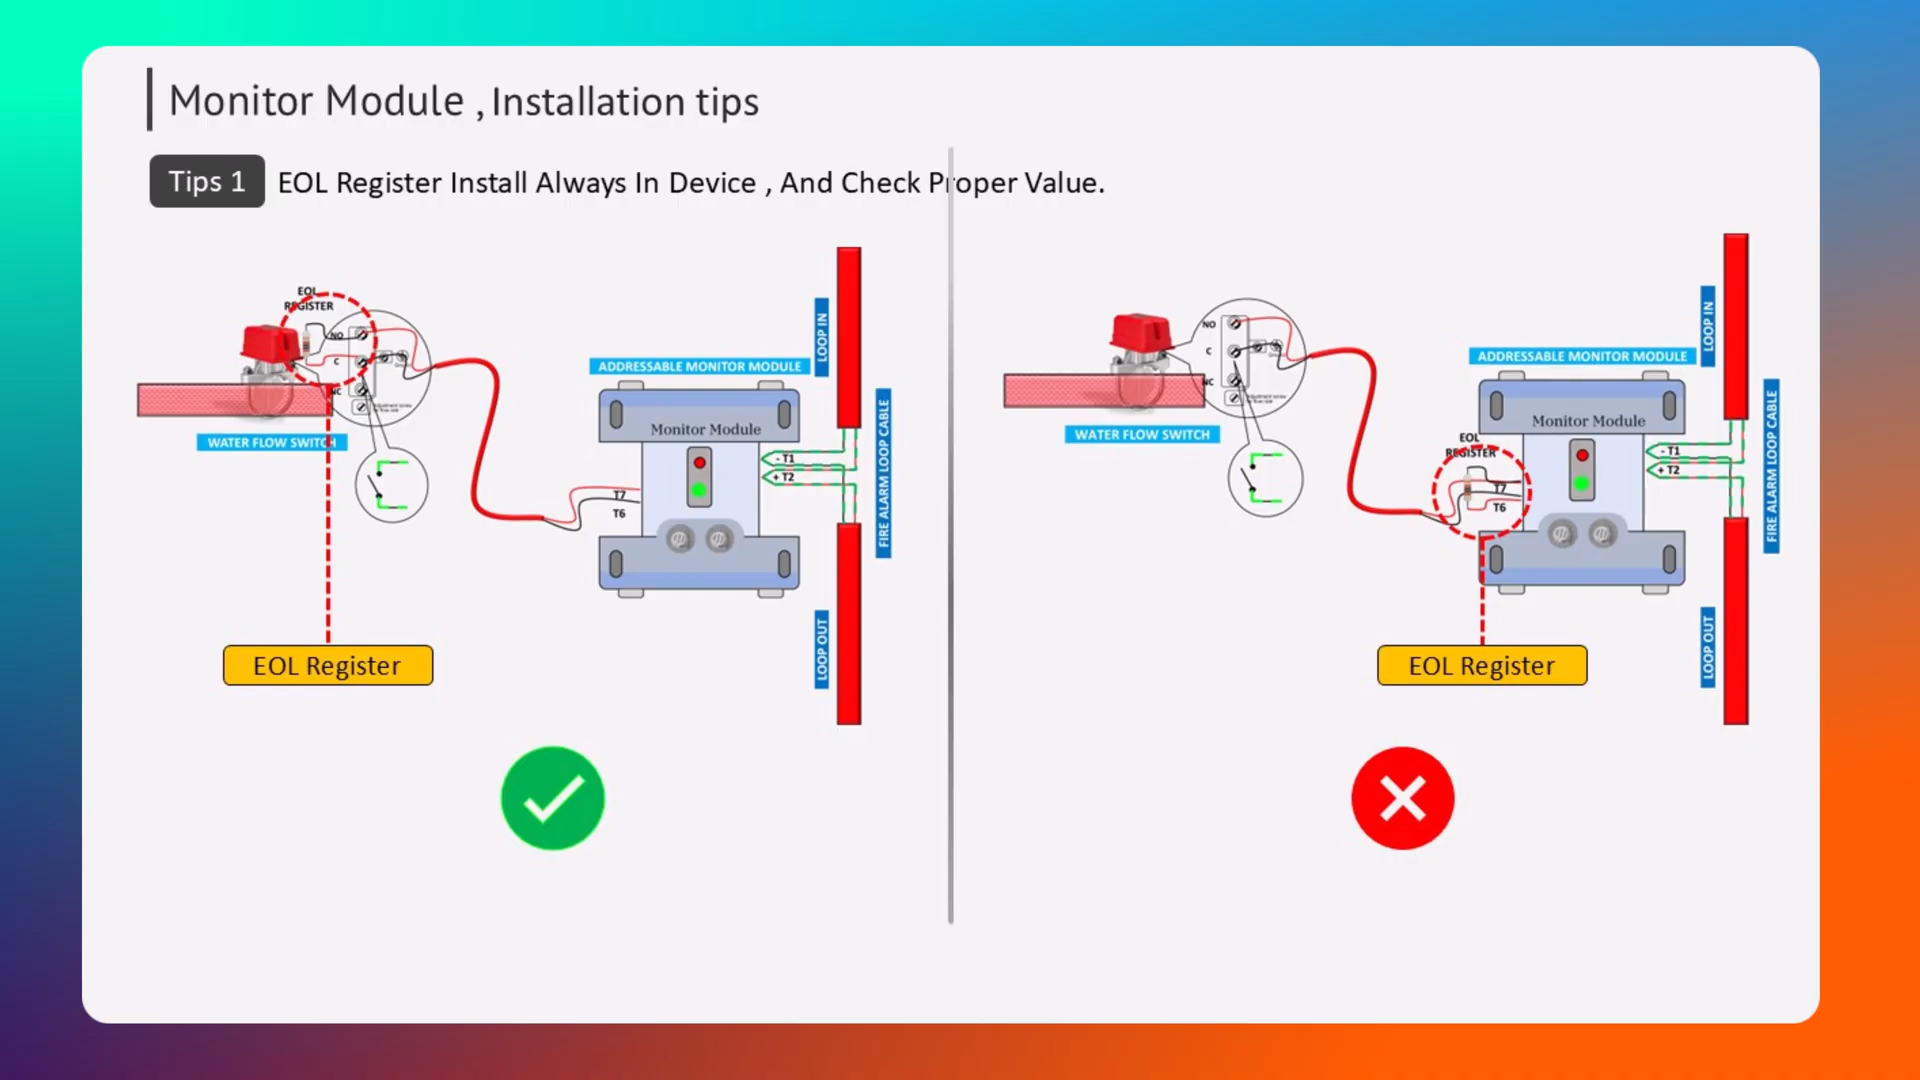 Monitor Module , Installation tips
Tips 1 EOL Register Install Always In Device , And Check Proper Value.
EOL
REGISTER
NO
C
NC
WATER FLOW SWITCH
ADDRESSABLE MONITOR MODULE
Monitor Module
- T1
+ T2
T7
T6
LOOP IN
FIRE ALARM LOOP CABLE
LOOP OUT
EOL Register
NO
C
NC
WATER FLOW SWITCH
ADDRESSABLE MONITOR MODULE
Monitor Module
EOL
REGISTER
- T1
+ T2
T7
T6
LOOP IN
FIRE ALARM LOOP CABLE
LOOP OUT
EOL Register